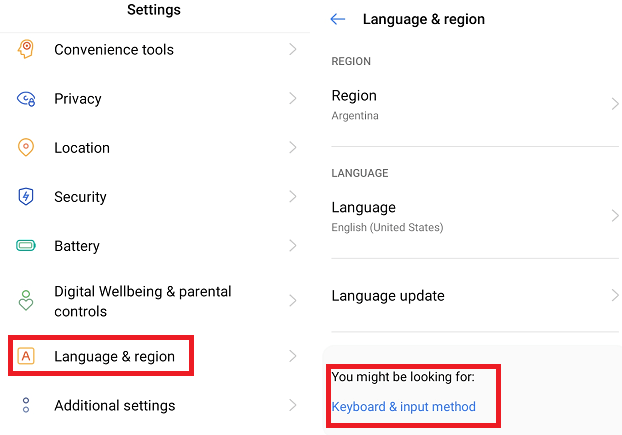 Settings
Convenience tools
Privacy
Location
Security
Battery
Digital Wellbeing & parental
controls
A
Language & region
Additional settings
Language & region
REGION
Region
Argentina
LANGUAGE
Language
English (United States)
Language update
You might be looking for:
Keyboard & input method